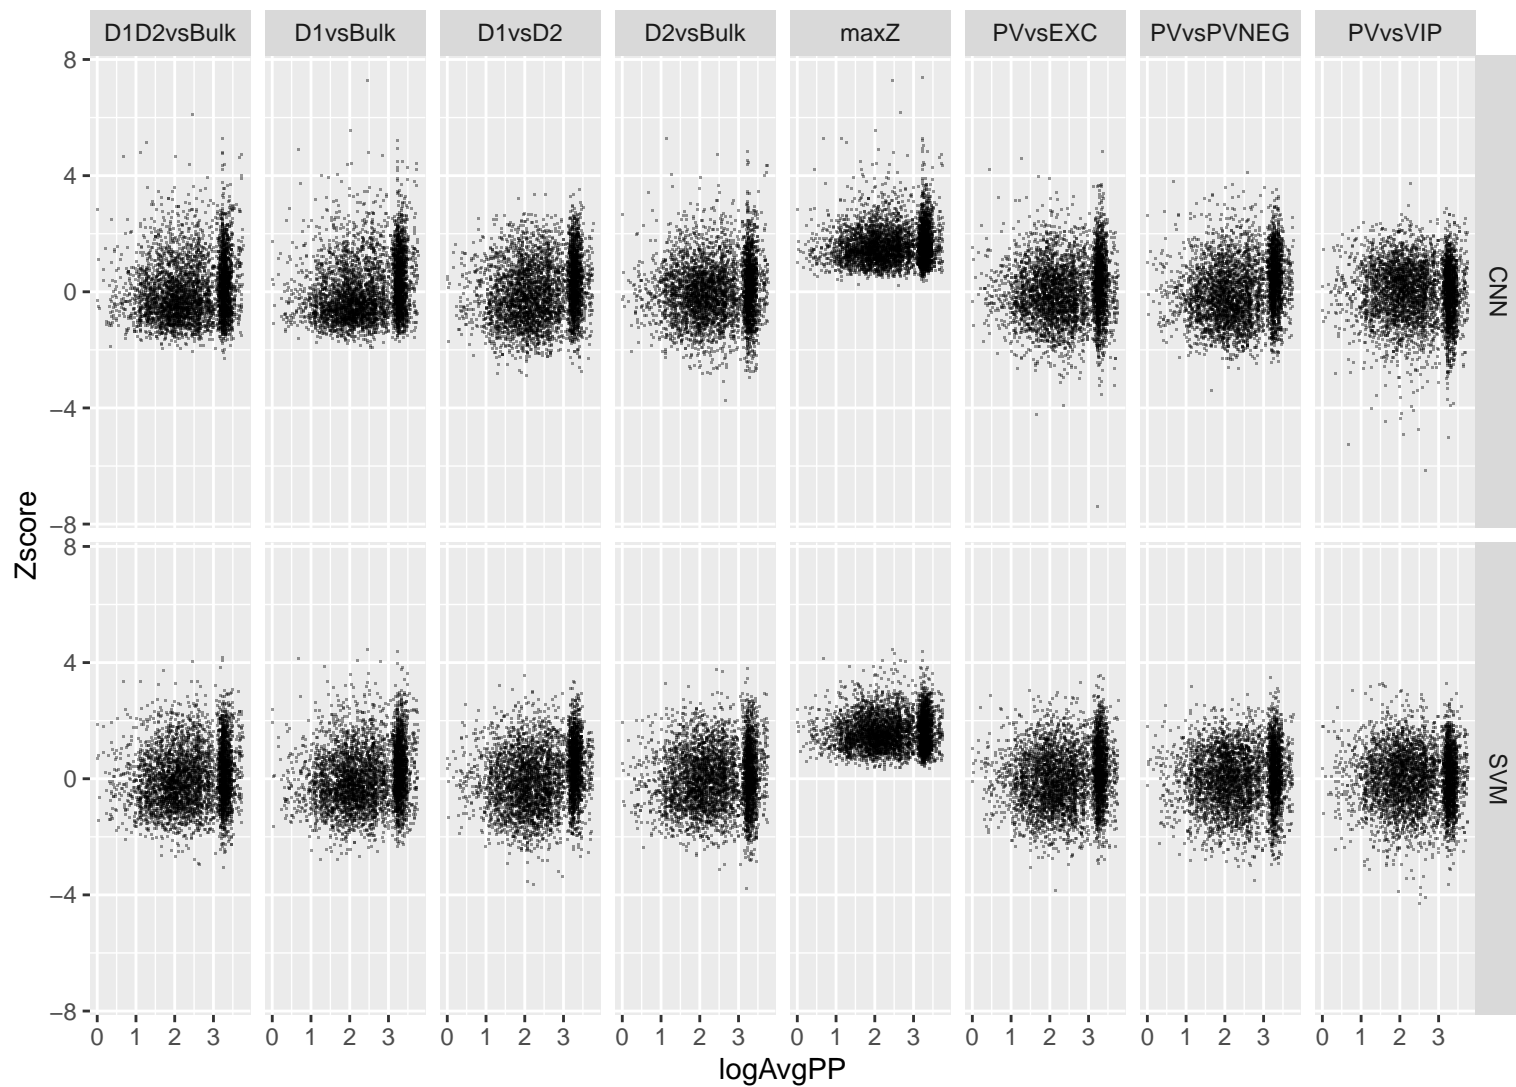 D1D2vsBulk D1vsBulk D1vsD2 D2vsBulk maxZ PVvsEXC PVvsPVNEG PVvsVIP
8
4
0
−4
−8
CNN
Zscore
8
4
0
−4
−8
SVM
0 1 2 3 0 1 2 3 0 1 2 3 0 1 2 3 0 1 2 3 0 1 2 3 0 1 2 3 0 1 2 3
logAvgPP